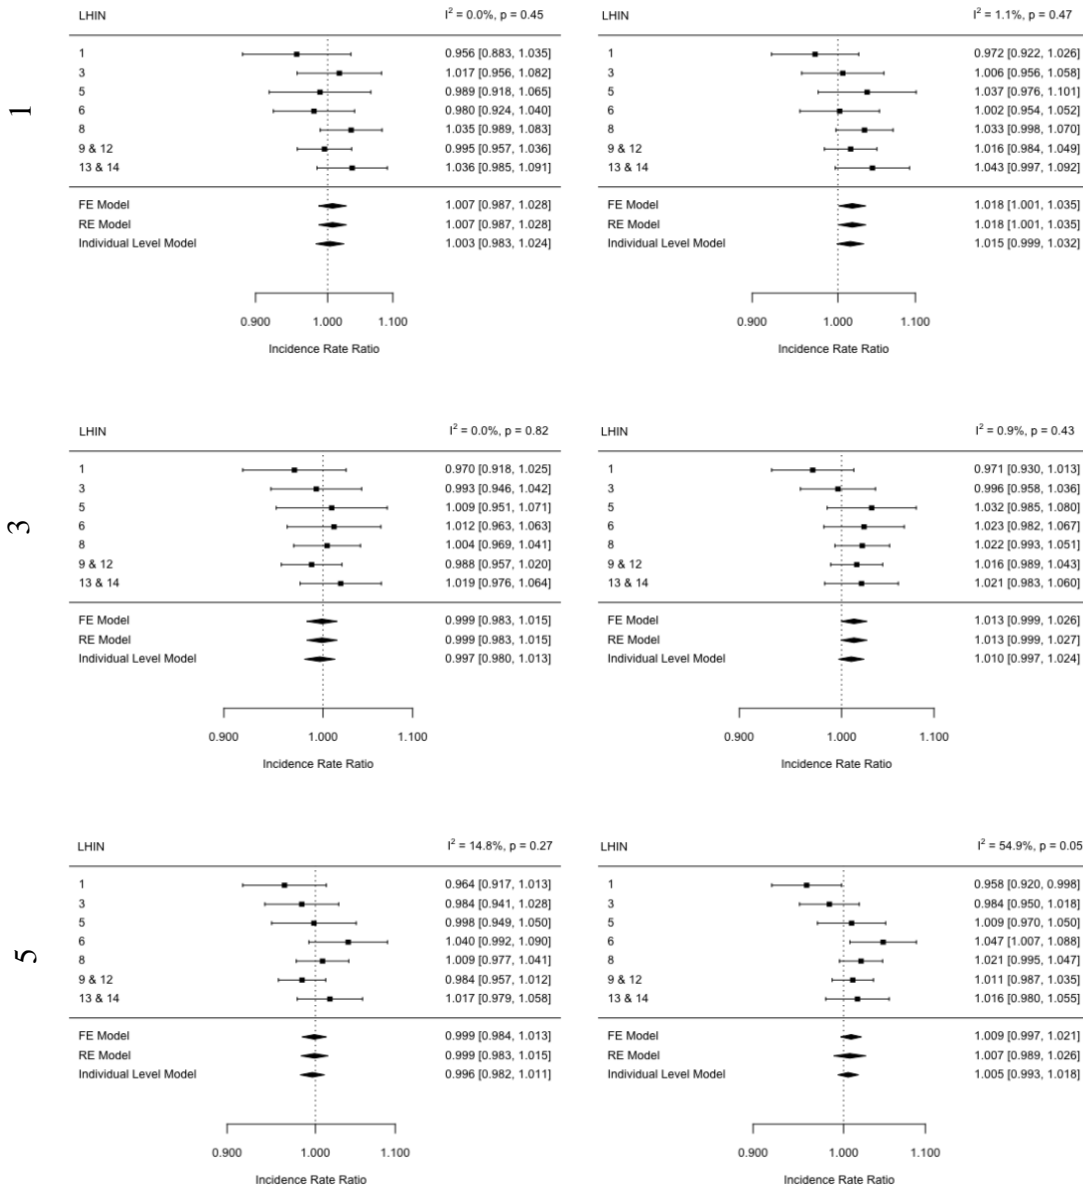 1
LHIN I² = 0.0%, p = 0.45
1 0.956 [0.883, 1.035]
3 1.017 [0.956, 1.082]
5 0.989 [0.918, 1.065]
6 0.980 [0.924, 1.040]
8 1.035 [0.989, 1.083]
9 & 12 0.995 [0.957, 1.036]
13 & 14 1.036 [0.985, 1.091]
FE Model 1.007 [0.987, 1.028]
RE Model 1.007 [0.987, 1.028]
Individual Level Model 1.003 [0.983, 1.024]
0.900 1.000 1.100
Incidence Rate Ratio
LHIN I² = 1.1%, p = 0.47
1 0.972 [0.922, 1.026]
3 1.006 [0.956, 1.058]
5 1.037 [0.976, 1.101]
6 1.002 [0.954, 1.052]
8 1.033 [0.998, 1.070]
9 & 12 1.016 [0.984, 1.049]
13 & 14 1.043 [0.997, 1.092]
FE Model 1.018 [1.001, 1.035]
RE Model 1.018 [1.001, 1.035]
Individual Level Model 1.015 [0.999, 1.032]
0.900 1.000 1.100
Incidence Rate Ratio
3
LHIN I² = 0.0%, p = 0.82
1 0.970 [0.918, 1.025]
3 0.993 [0.946, 1.042]
5 1.009 [0.951, 1.071]
6 1.012 [0.963, 1.063]
8 1.004 [0.969, 1.041]
9 & 12 0.988 [0.957, 1.020]
13 & 14 1.019 [0.976, 1.064]
FE Model 0.999 [0.983, 1.015]
RE Model 0.999 [0.983, 1.015]
Individual Level Model 0.997 [0.980, 1.013]
0.900 1.000 1.100
Incidence Rate Ratio
LHIN I² = 0.9%, p = 0.43
1 0.971 [0.930, 1.013]
3 0.996 [0.958, 1.036]
5 1.032 [0.985, 1.080]
6 1.023 [0.982, 1.067]
8 1.022 [0.993, 1.051]
9 & 12 1.016 [0.989, 1.043]
13 & 14 1.021 [0.983, 1.060]
FE Model 1.013 [0.999, 1.026]
RE Model 1.013 [0.999, 1.027]
Individual Level Model 1.010 [0.997, 1.024]
0.900 1.000 1.100
Incidence Rate Ratio
5
LHIN I² = 14.8%, p = 0.27
1 0.964 [0.917, 1.013]
3 0.984 [0.941, 1.028]
5 0.998 [0.949, 1.050]
6 1.040 [0.992, 1.090]
8 1.009 [0.977, 1.041]
9 & 12 0.984 [0.957, 1.012]
13 & 14 1.017 [0.979, 1.058]
FE Model 0.999 [0.984, 1.013]
RE Model 0.999 [0.983, 1.015]
Individual Level Model 0.996 [0.982, 1.011]
0.900 1.000 1.100
Incidence Rate Ratio
LHIN I² = 54.9%, p = 0.05
1 0.958 [0.920, 0.998]
3 0.984 [0.950, 1.018]
5 1.009 [0.970, 1.050]
6 1.047 [1.007, 1.088]
8 1.021 [0.995, 1.047]
9 & 12 1.011 [0.987, 1.035]
13 & 14 1.016 [0.980, 1.055]
FE Model 1.009 [0.997, 1.021]
RE Model 1.007 [0.989, 1.026]
Individual Level Model 1.005 [0.993, 1.018]
0.900 1.000 1.100
Incidence Rate Ratio